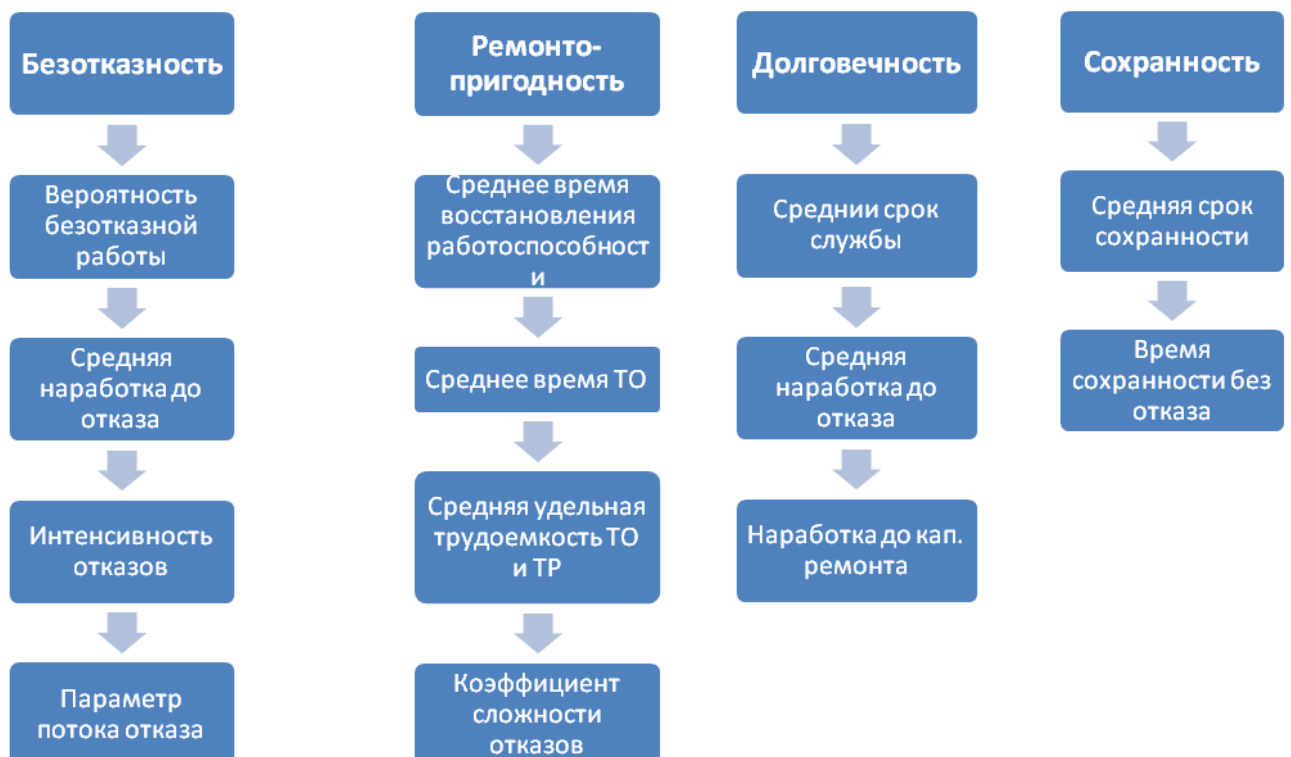 Безотказность
Вероятность
безотказной
работы
Средняя
наработка до
отказа
Интенсивность
отказов
Параметр
потока отказа
Ремонто-
пригодность
Среднее время
восстановления
работоспособност
и
Среднее время ТО
Средняя удельная
трудоемкость ТО
и ТР
Коэффициент
сложности
отказов
Долговечность
Среднии срок
службы
Средняя
наработка до
отказа
Наработка до кап.
ремонта
Сохранность
Средняя срок
сохранности
Время
сохранности без
отказа